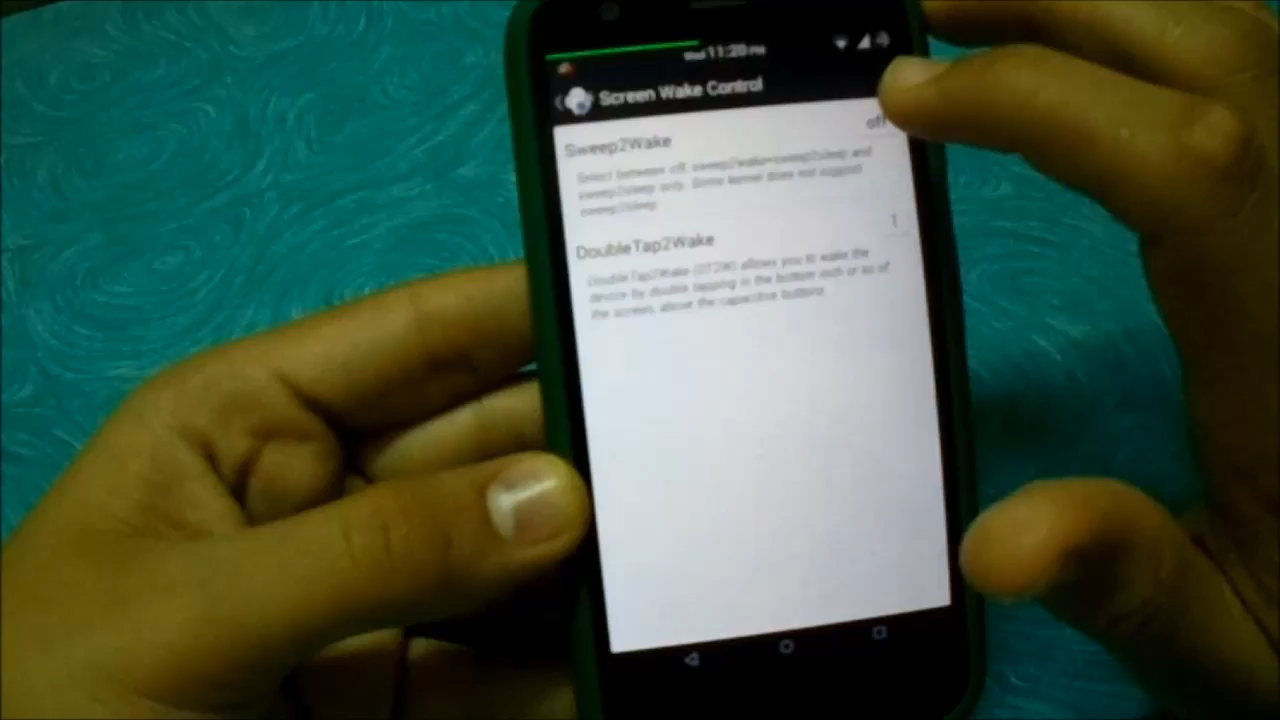 Wed 11:20 PM
Screen Wake Control
Sweep2Wake
off
Select between off, sweep2wake+sweep2sleep and
sweep2sleep only. Some kernel does not support
sweep2sleep.
DoubleTap2Wake
1
DoubleTap2Wake (DT2W) allows you to wake the
device by double tapping in the bottom inch or so of
the screen, above the capacitive buttons